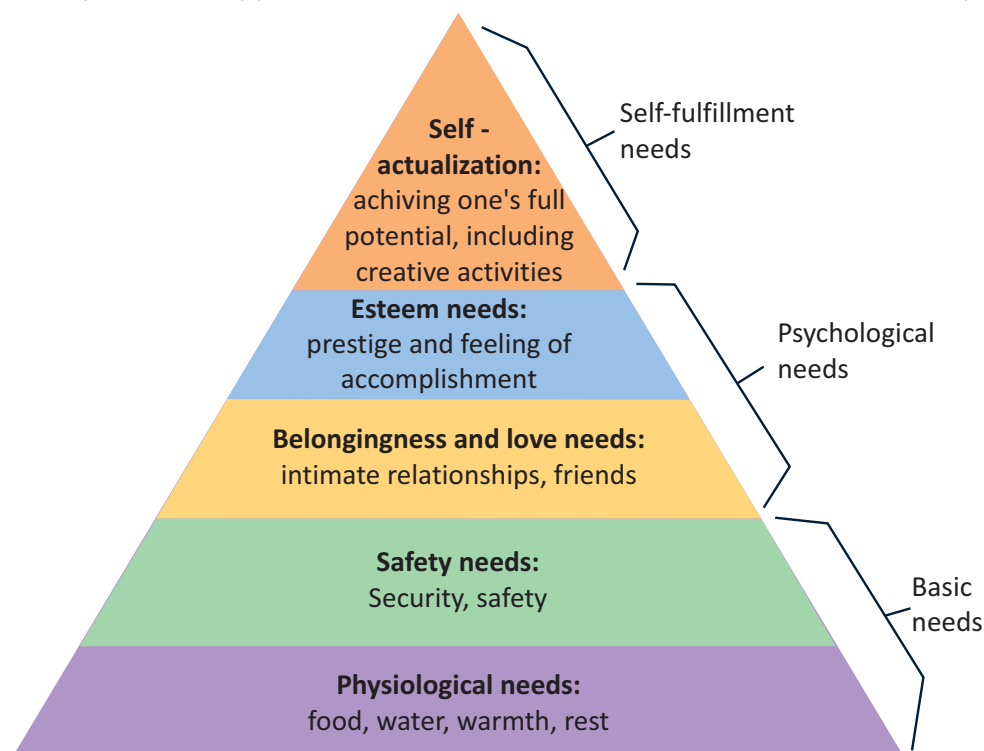 Self -
actualization:
achiving one's full
potential, including
creative activities
Self-fulfillment
needs
Esteem needs:
prestige and feeling of
accomplishment
Psychological
needs
Belongingness and love needs:
intimate relationships, friends
Safety needs:
Security, safety
Basic
needs
Physiological needs:
food, water, warmth, rest